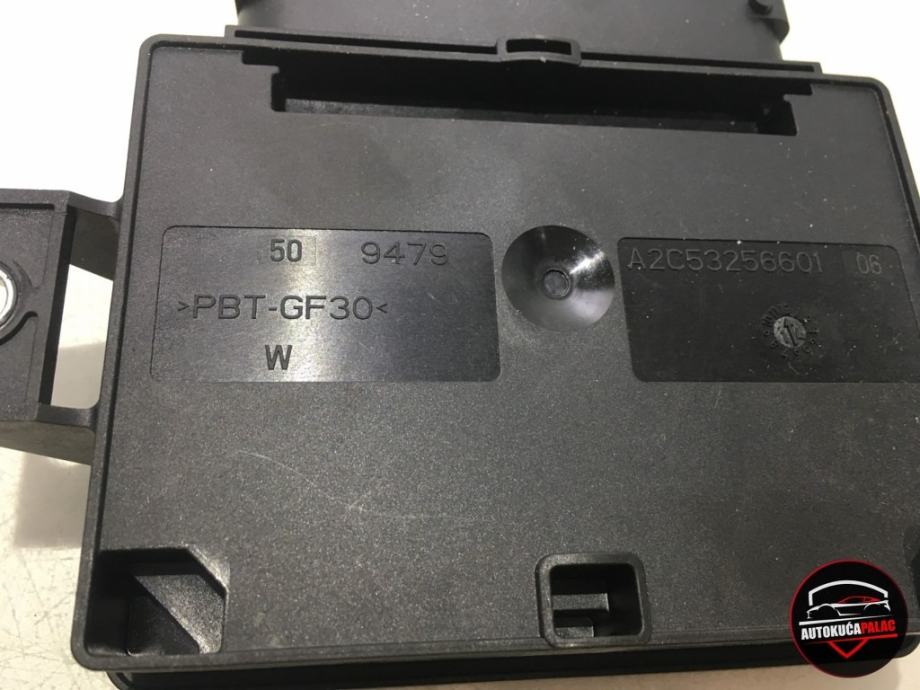 50 9479
>PBT-GF30<
W
A2C53256601 06
AUTOKUĆAPALAC